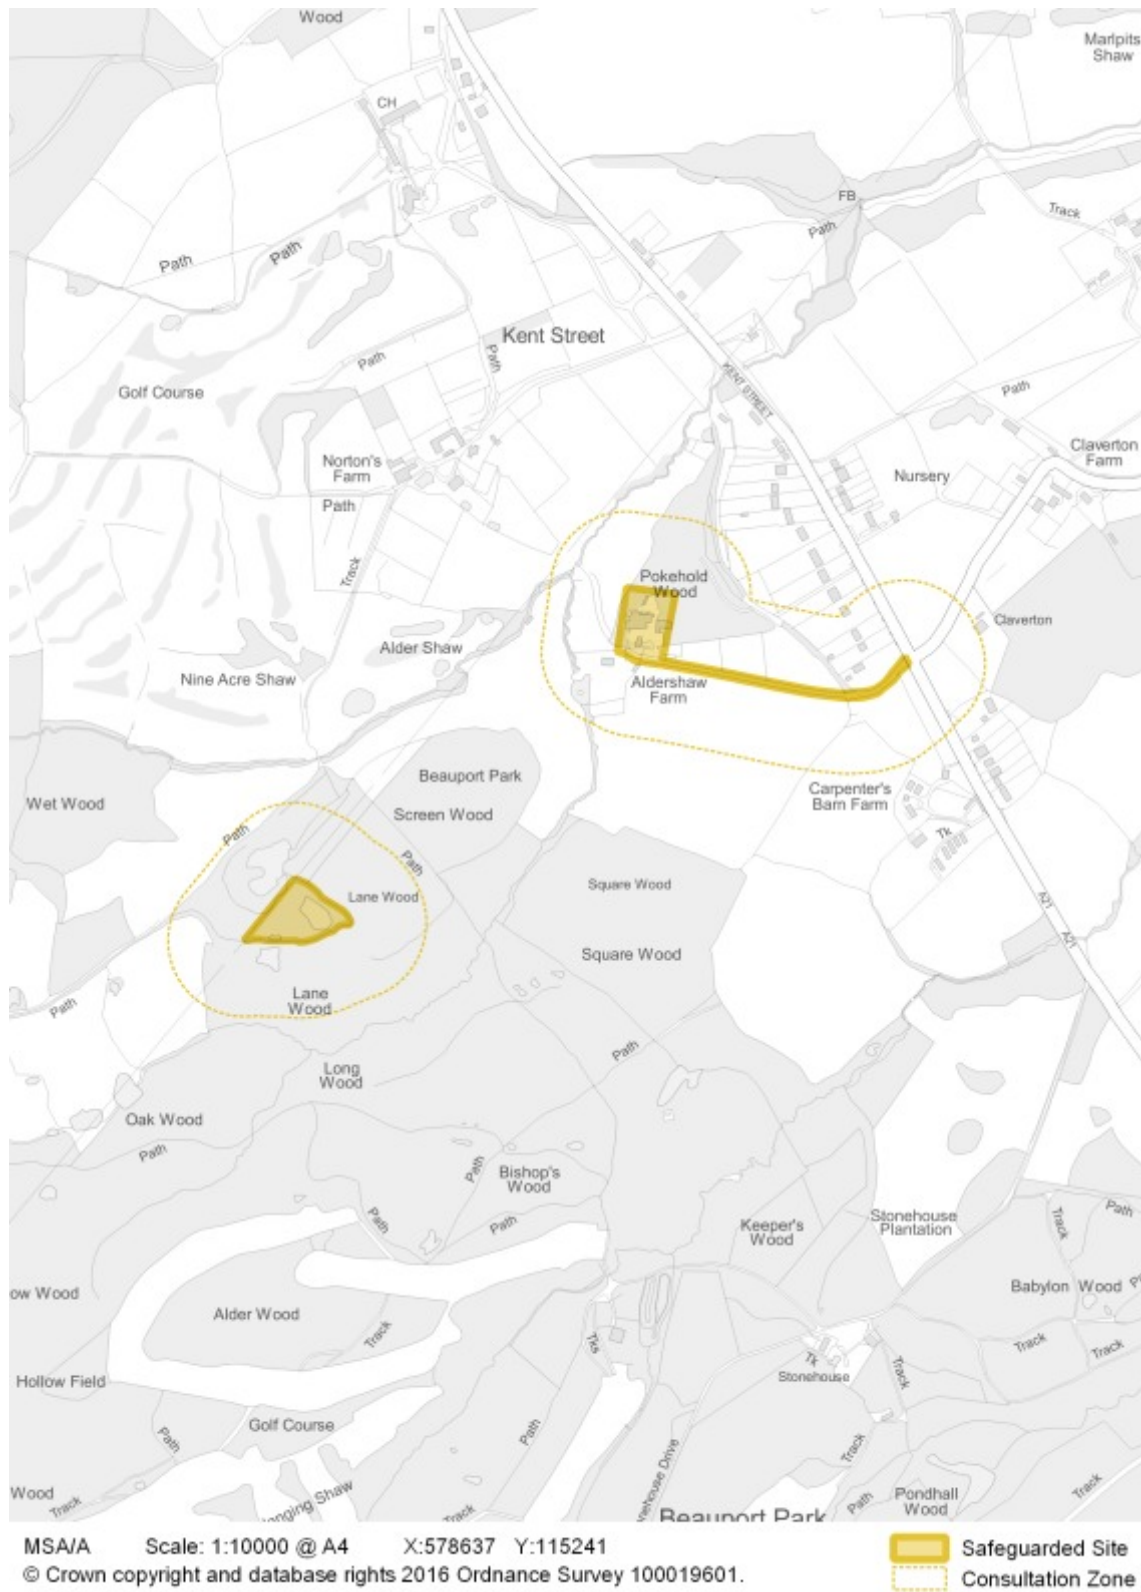 Wood
Marlpits
Shaw
CH
FB
Track
Path
Path
Path
Kent Street
Path
Path
KENT STREET
Path
Golf Course
Claverton
Farm
Norton's
Farm
Nursery
Path
Track
Pokehold
Wood
Claverton
Alder Shaw
Nine Acre Shaw
Aldershaw
Farm
Beauport Park
Wet Wood
Screen Wood
Carpenter's
Barn Farm
Path
Tk
Path
Square Wood
Lane Wood
A21
A21
Square Wood
Lane
Wood
Path
Path
Long
Wood
Oak Wood
Path
Path
Bishop's
Wood
Path
Path
Keeper's
Wood
Stonehouse
Plantation
Track
Path
ow Wood
Babylon Wood
Alder Wood
Track
Tks
Track
Track
Tk
Stonehouse
Track
Hollow Field
Golf Course
Path
Path
Track
nehouse Drive
Wood
Track
nging Shaw
Track
Path
Pondhall
Wood
Track
Beauport Park
MSA/A Scale: 1:10000 @ A4 X:578637 Y:115241
Safeguarded Site
© Crown copyright and database rights 2016 Ordnance Survey 100019601.
Consultation Zone